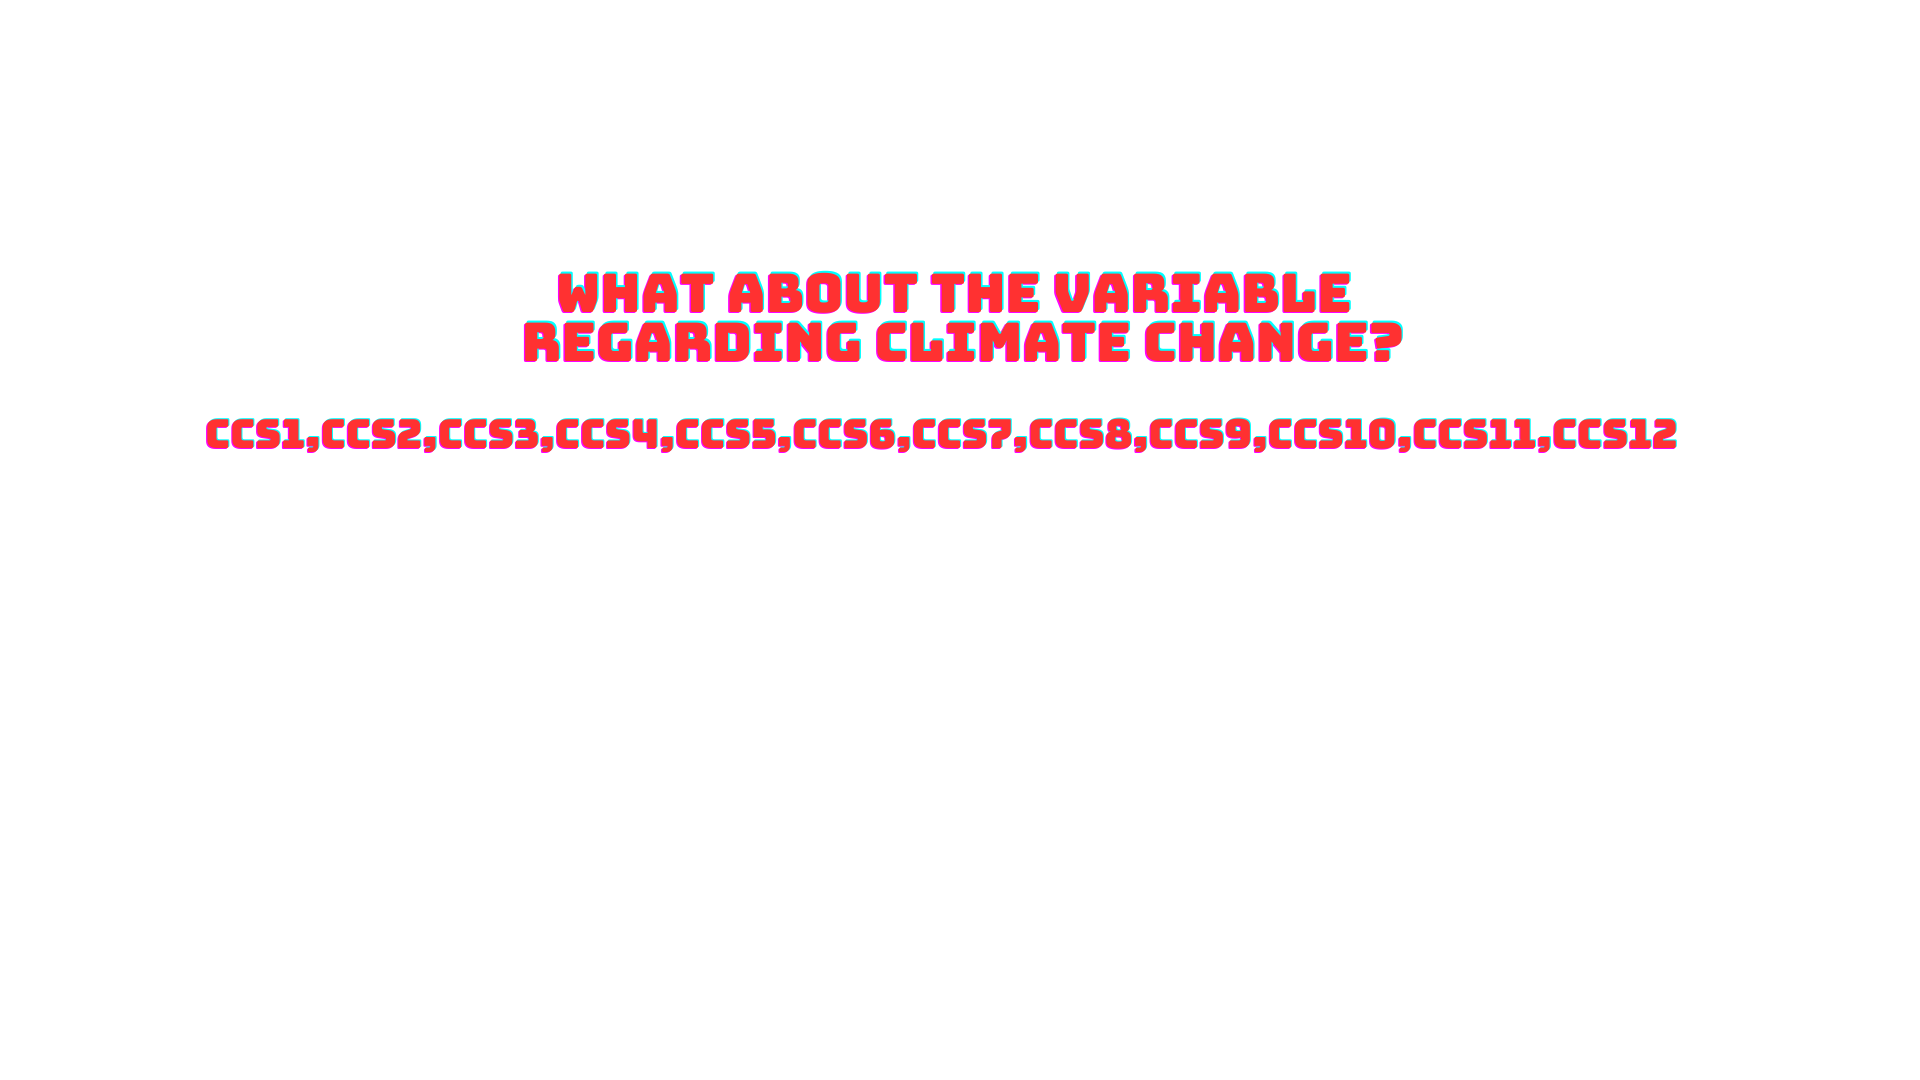 WHAT ABOUT THE VARIABLE
REGARDING CLIMATE CHANGE?
CCS1,CCS2,CCS3,CCS4,CCS5,CCS6,CCS7,CCS8,CCS9,CCS10,CCS11,CCS12